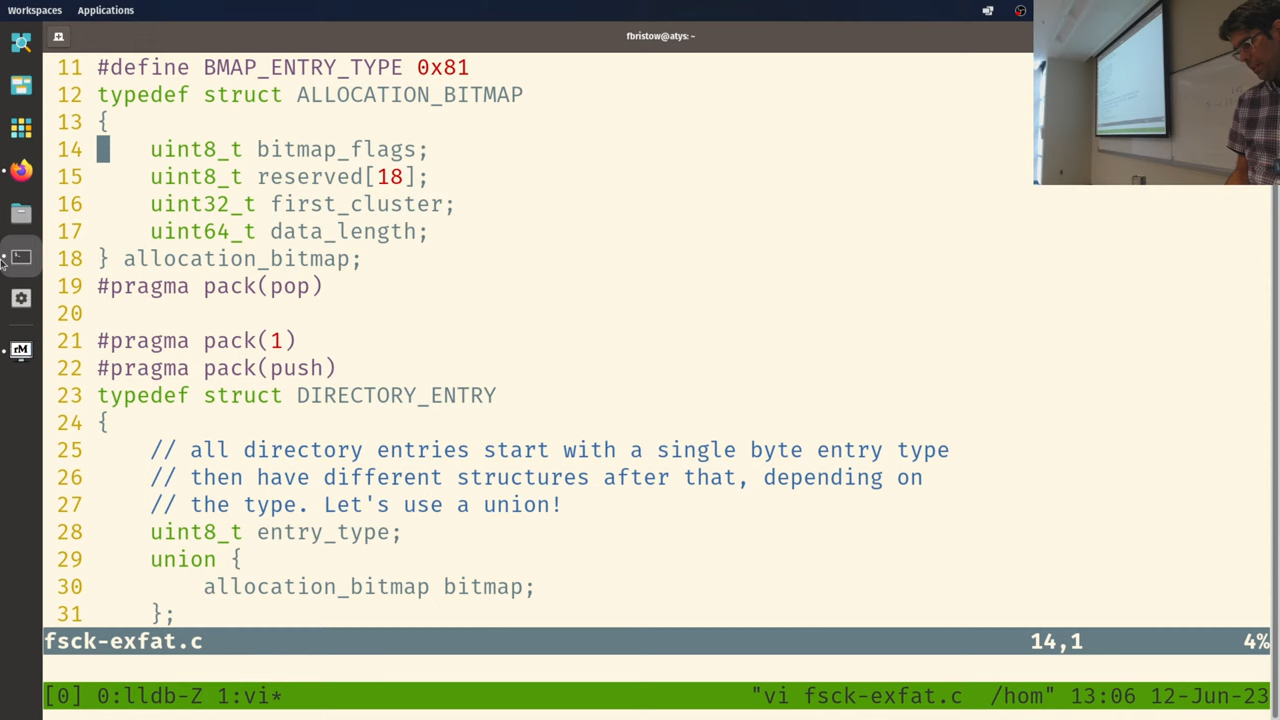 Workspaces Applications
fbristow@atys: ~
11 #define BMAP_ENTRY_TYPE 0x81
12 typedef struct ALLOCATION_BITMAP
13 {
14     uint8_t bitmap_flags;
15     uint8_t reserved[18];
16     uint32_t first_cluster;
17     uint64_t data_length;
18 } allocation_bitmap;
19 #pragma pack(pop)
20
21 #pragma pack(1)
22 #pragma pack(push)
23 typedef struct DIRECTORY_ENTRY
24 {
25     // all directory entries start with a single byte entry type
26     // then have different structures after that, depending on
27     // the type. Let's use a union!
28     uint8_t entry_type;
29     union {
30         allocation_bitmap bitmap;
31     };
fsck-exfat.c 14,1 4%
[0] 0:lldb-Z 1:vi* "vi fsck-exfat.c /hom" 13:06 12-Jun-23
rM